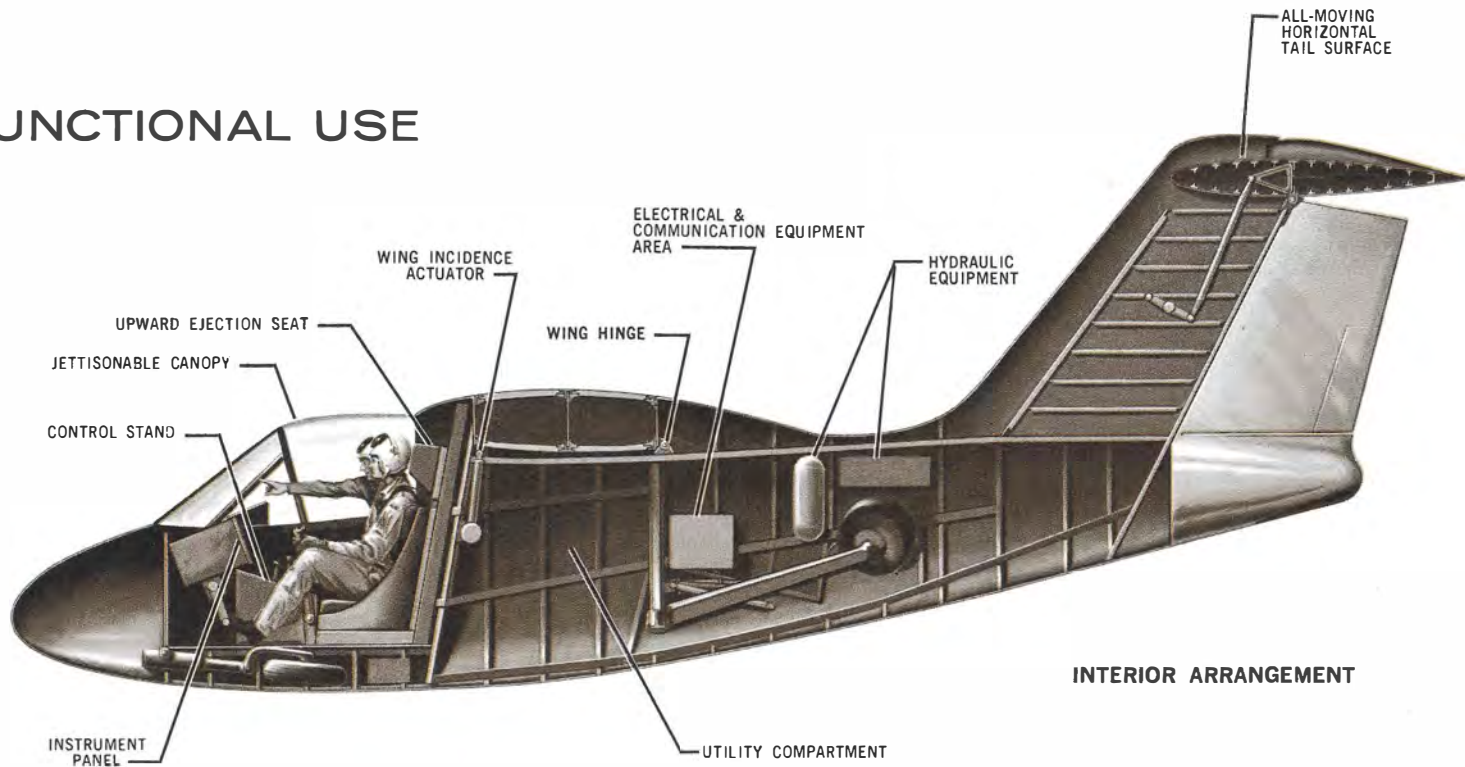 UNCTIONAL USE
ALL-MOVING
HORIZONTAL
TAIL SURFACE
ELECTRICAL &
COMMUNICATION EQUIPMENT
AREA
WING INCIDENCE
ACTUATOR
HYDRAULIC
EQUIPMENT
UPWARD EJECTION SEAT
WING HINGE
JETTISONABLE CANOPY
CONTROL STAND
INTERIOR ARRANGEMENT
INSTRUMENT
PANEL
UTILITY COMPARTMENT